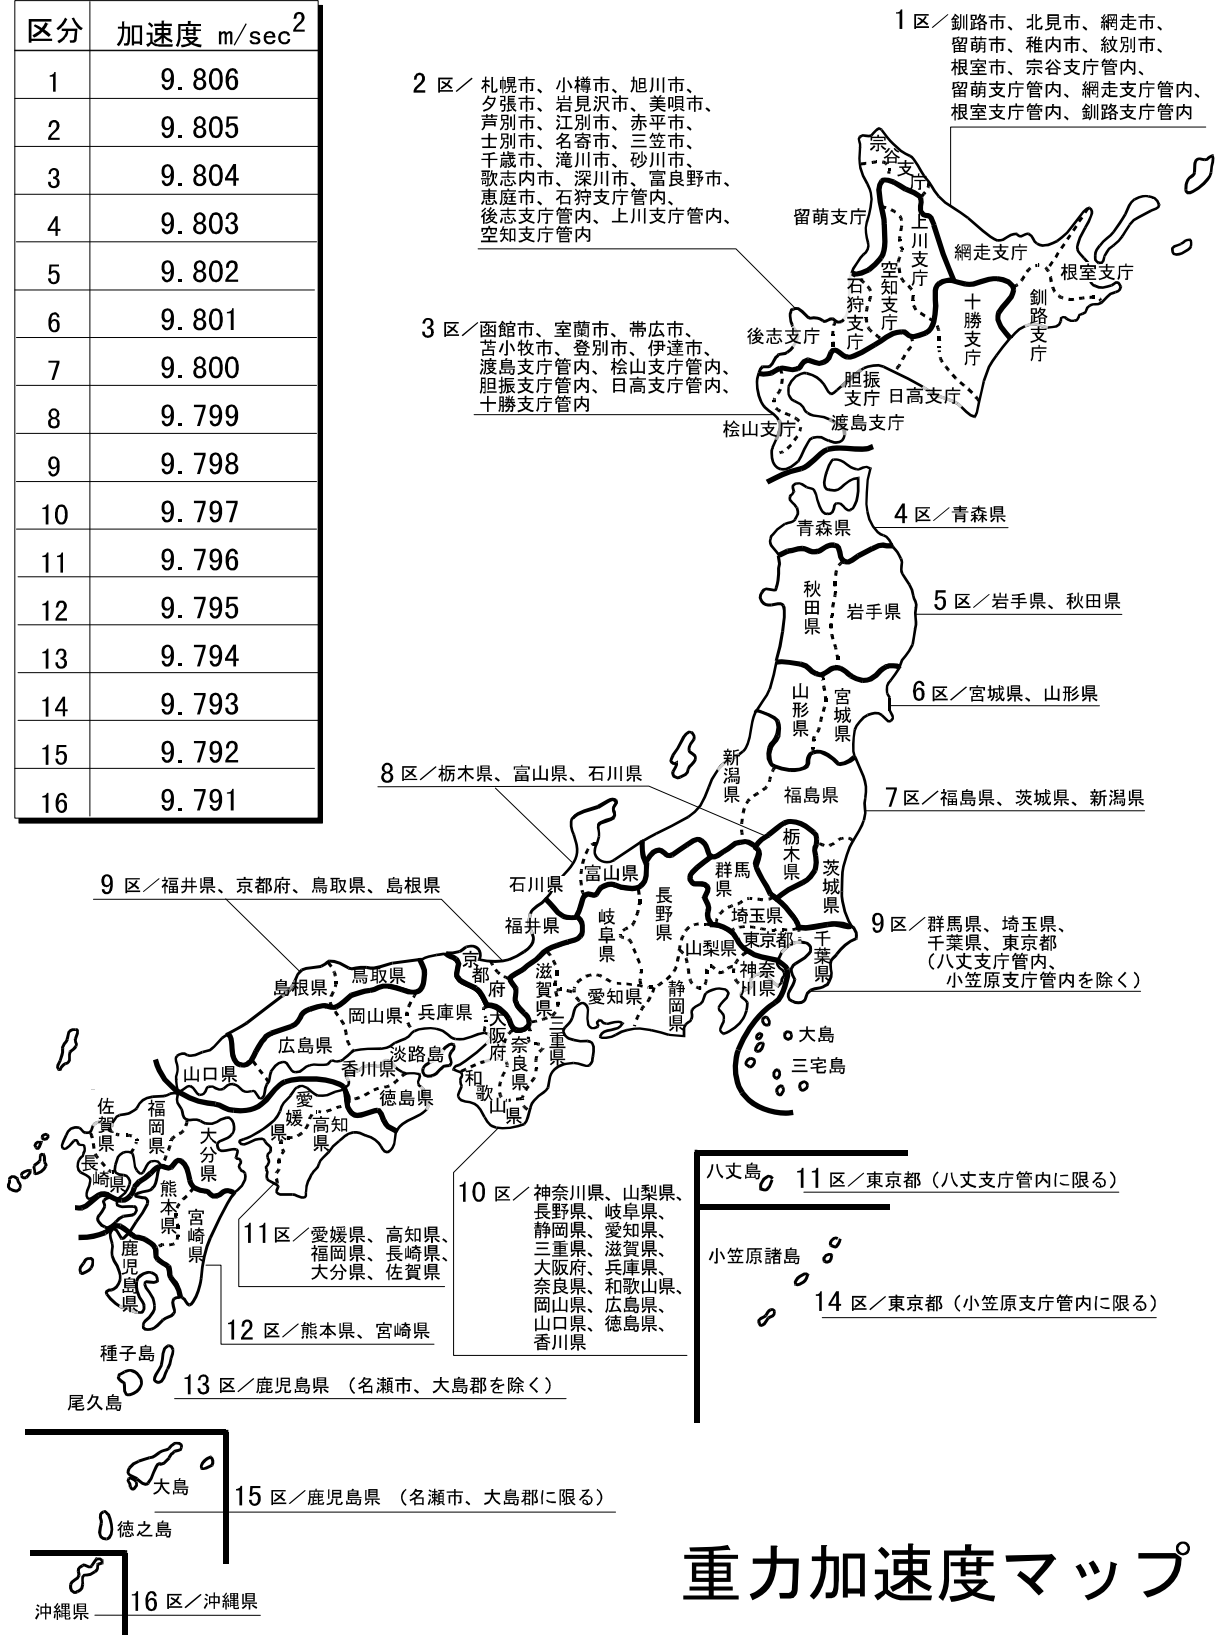 区分 加速度 m/sec2
1 9.806
2 9.805
3 9.804
4 9.803
5 9.802
6 9.801
7 9.800
8 9.799
9 9.798
10 9.797
11 9.796
12 9.795
13 9.794
14 9.793
15 9.792
16 9.791
1 区／釧路市、北見市、網走市、
留萌市、稚内市、紋別市、
根室市、宗谷支庁管内、
留萌支庁管内、網走支庁管内、
根室支庁管内、釧路支庁管内
2 区／札幌市、小樽市、旭川市、
夕張市、岩見沢市、美唄市、
芦別市、江別市、赤平市、
士別市、名寄市、三笠市、
千歳市、滝川市、砂川市、
歌志内市、深川市、富良野市、
恵庭市、石狩支庁管内、
後志支庁管内、上川支庁管内、
空知支庁管内
3 区／函館市、室蘭市、帯広市、
苫小牧市、登別市、伊達市、
渡島支庁管内、桧山支庁管内、
胆振支庁管内、日高支庁管内、
十勝支庁管内
宗谷支庁
留萌支庁
上川支庁
網走支庁
空知支庁
根室支庁
石狩支庁
十勝支庁
釧路支庁
後志支庁
胆振
支庁
日高支庁
桧山支庁
渡島支庁
4 区／青森県
青森県
5 区／岩手県、秋田県
秋田県
岩手県
6 区／宮城県、山形県
山形県
宮城県
7 区／福島県、茨城県、新潟県
新潟県
福島県
8 区／栃木県、富山県、石川県
栃木県
茨城県
群馬県
富山県
石川県
長野県
埼玉県
9 区／福井県、京都府、鳥取県、島根県
福井県
岐阜県
山梨県
東京都
千葉県
9 区／群馬県、埼玉県、
千葉県、東京都
（八丈支庁管内、
小笠原支庁管内を除く）
京都府
滋賀県
神奈川県
鳥取県
島根県
愛知県
静岡県
岡山県
兵庫県
大阪府
三重県
広島県
奈良県
淡路島
香川県
山口県
和歌山県
徳島県
大島
三宅島
佐賀県
福岡県
愛媛県
高知県
大分県
長崎県
熊本県
宮崎県
鹿児島県
10 区／神奈川県、山梨県、
長野県、岐阜県、
静岡県、愛知県、
三重県、滋賀県、
大阪府、兵庫県、
奈良県、和歌山県、
岡山県、広島県、
山口県、徳島県、
香川県
11 区／愛媛県、高知県、
福岡県、長崎県、
大分県、佐賀県
八丈島
11 区／東京都（八丈支庁管内に限る）
小笠原諸島
14 区／東京都（小笠原支庁管内に限る）
12 区／熊本県、宮崎県
種子島
尾久島
13 区／鹿児島県 （名瀬市、大島郡を除く）
大島
15 区／鹿児島県 （名瀬市、大島郡に限る）
徳之島
沖縄県
16 区／沖縄県
重力加速度マップ